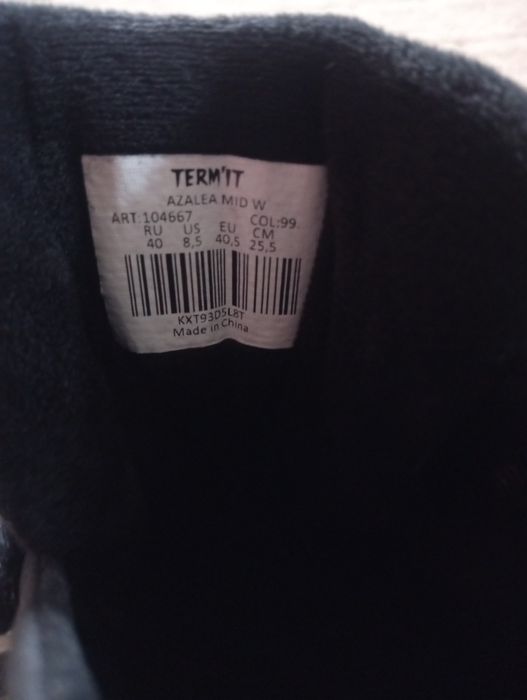 TERM'IT
AZALEA MID W
ART:104667 COL:99.
RU US EU CM
40 8,5 40,5 25,5
KXT93D5L8T
Made in China